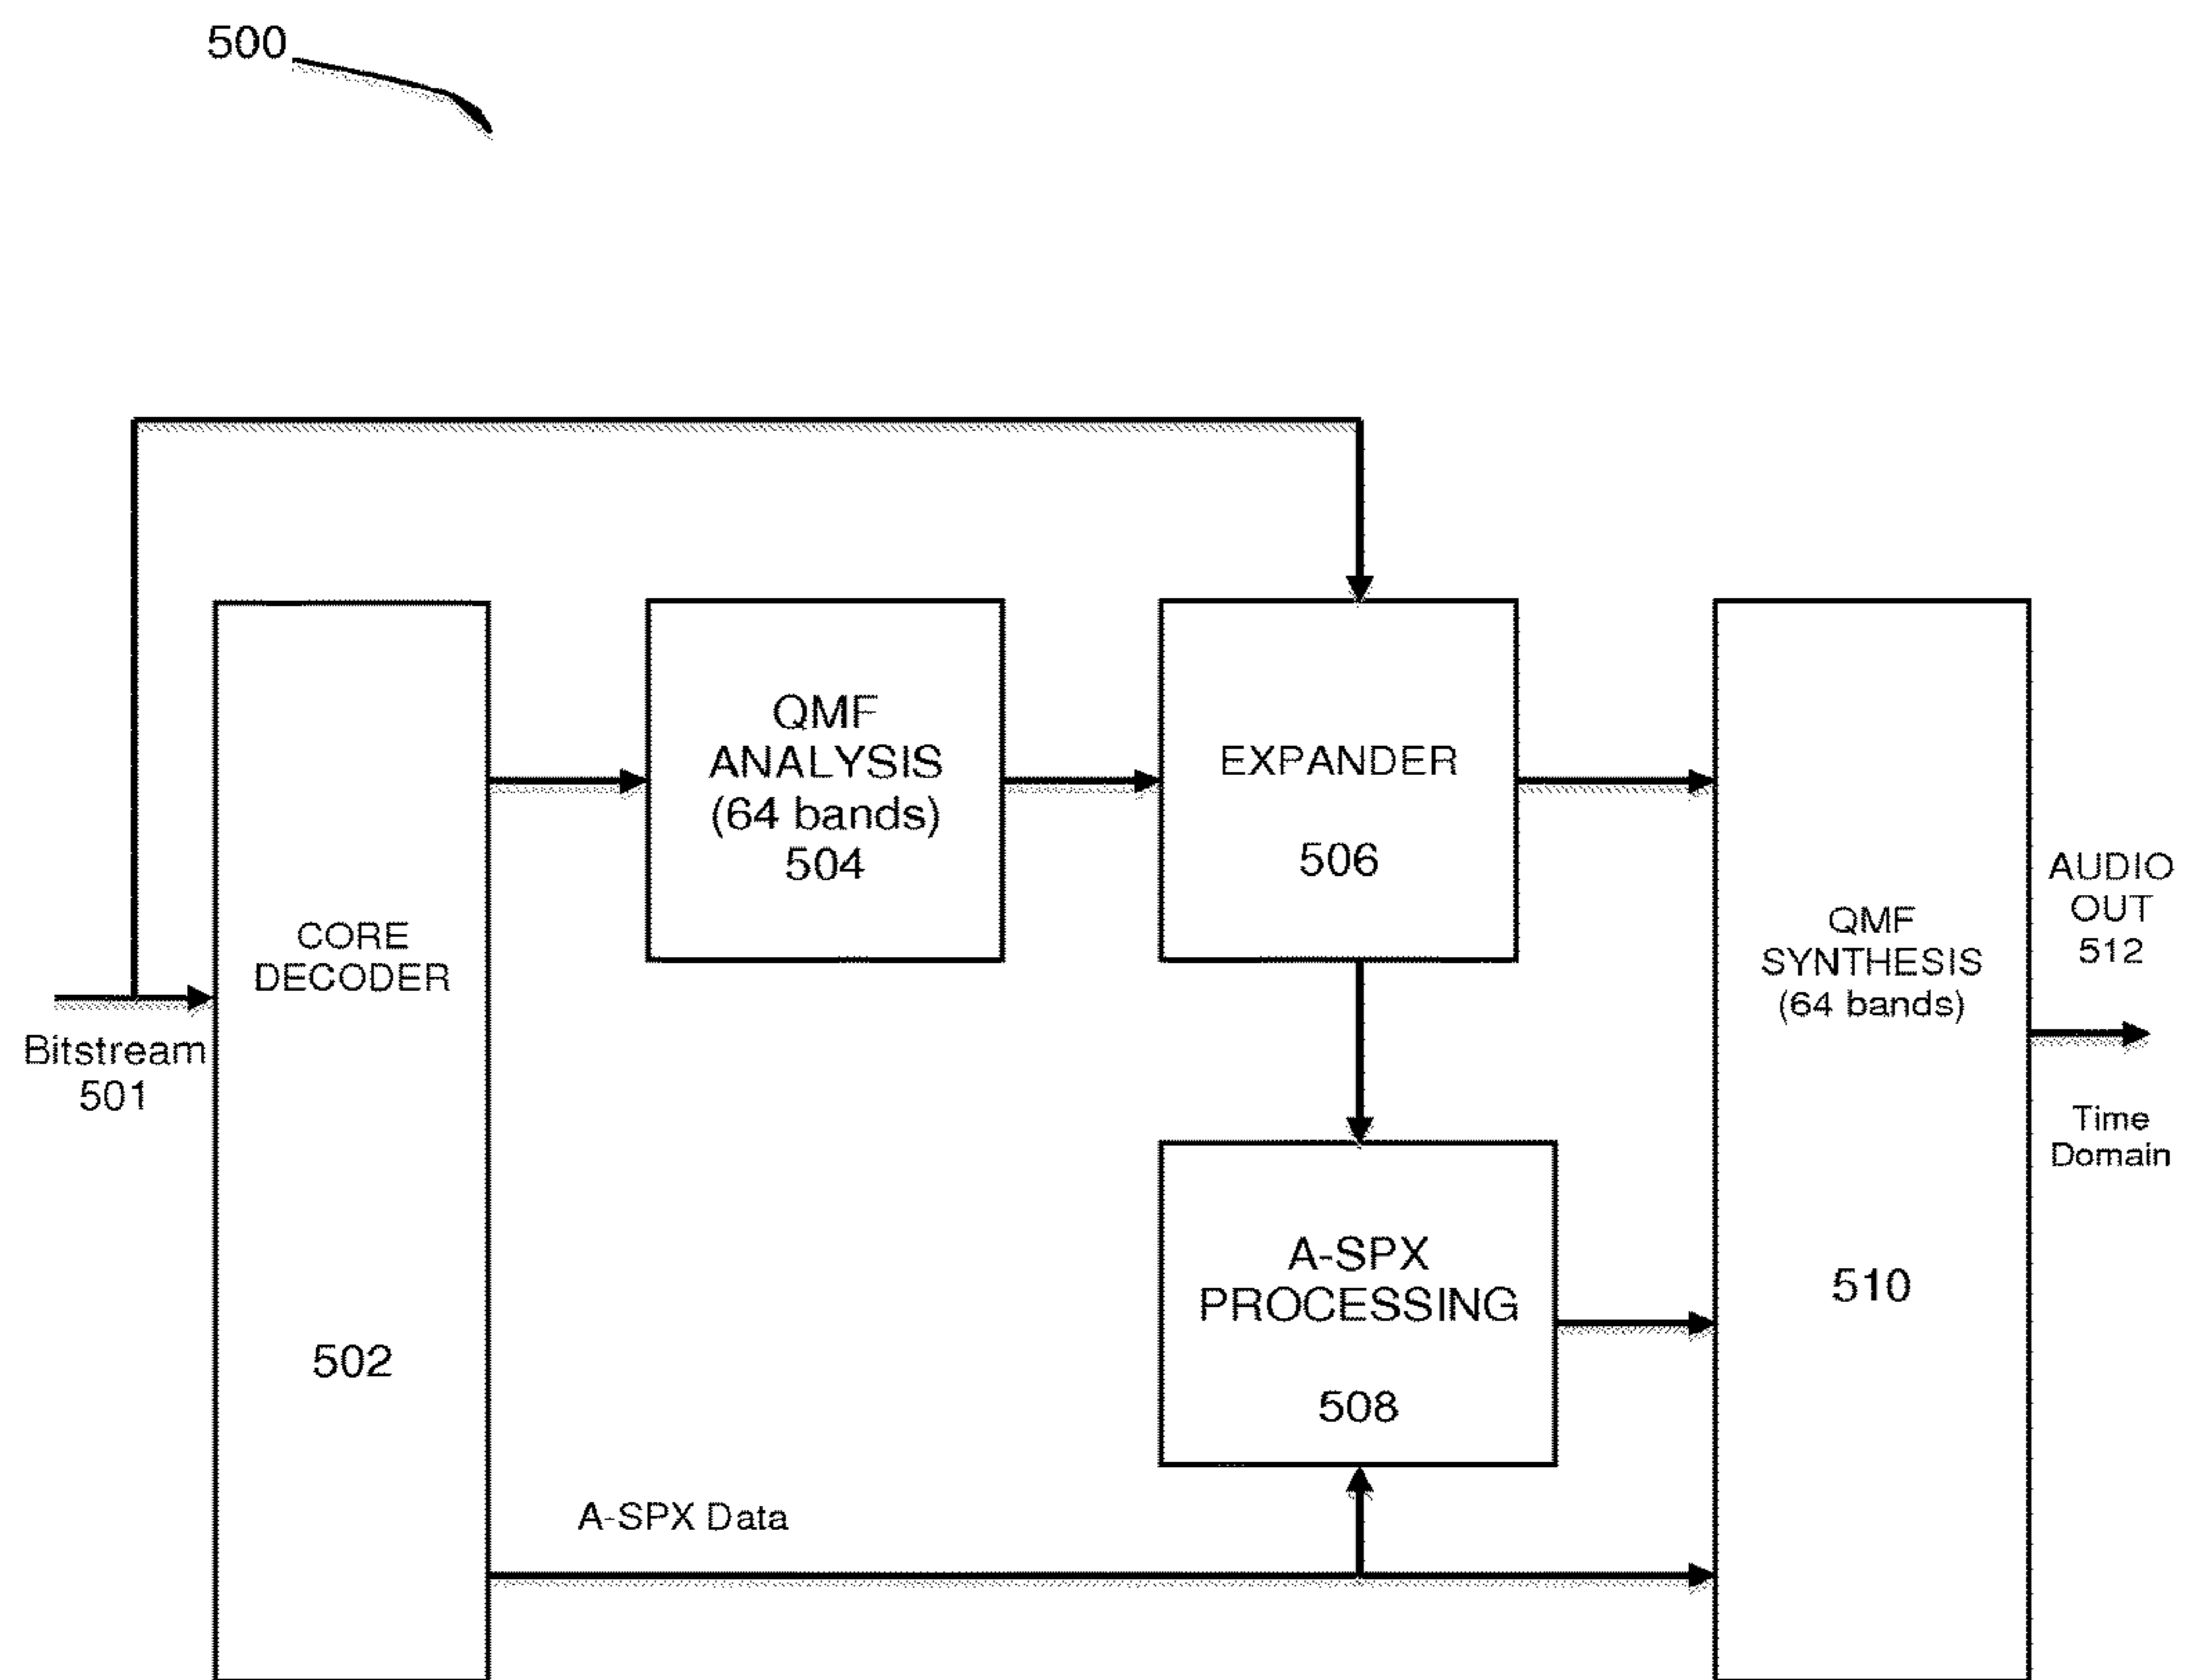 500
QMF
ANALYSIS
(64 bands)
504
EXPANDER
506
CORE
DECODER
502
Bitstream
501
QMF
SYNTHESIS
(64 bands)
510
AUDIO
OUT
512
Time
Domain
A-SPX
PROCESSING
508
A-SPX Data